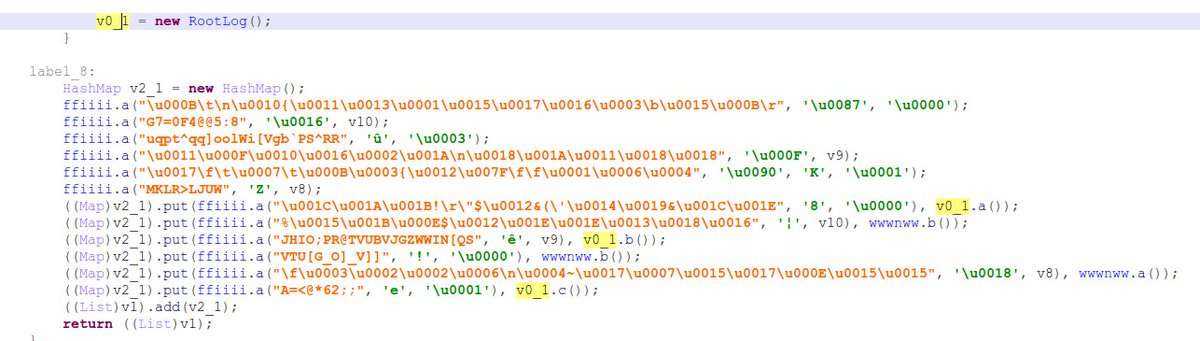 v0_1 = new RootLog();
}
label_8:
HashMap v2_1 = new HashMap();
ffiiii.a("\u000B\t\n\u0010{\u0011\u0013\u0001\u0015\u0017\u0016\u0003\b\u0015\u000B\r", '\u0087', '\u0000');
ffiiii.a("G7=0F4@@5:8", '\u0016', v10);
ffiiii.a("uqpt^qq]oolWi[Vgb`PS^RR", 'û', '\u0003');
ffiiii.a("\u0011\u000F\u0010\u0016\u0002\u001A\n\u0018\u001A\u0011\u0018\u0018", '\u000F', v9);
ffiiii.a("\u0017\f\t\u0007\t\u000B\u0003{\u0012\u007F\f\f\u0001\u0006\u0004", '\u0090', 'K', '\u0001');
ffiiii.a("MKLR>LJUW", 'Z', v8);
((Map)v2_1).put(ffiiii.a("\u001C\u001A\u001B!\r\"$\u0012&(\'\u0014\u0019&\u001C\u001E", '8', '\u0000'), v0_1.a());
((Map)v2_1).put(ffiiii.a("%\u0015\u001B\u000E$\u0012\u001E\u001E\u0013\u0018\u0016", '¦', v10), wwwnww.b());
((Map)v2_1).put(ffiiii.a("JHIO;PR@TVUBVJGZWWIN[QS", 'ê', v9), v0_1.b());
((Map)v2_1).put(ffiiii.a("VTU[G_O]_V]]", '!', '\u0000'), wwwnww.b());
((Map)v2_1).put(ffiiii.a("\f\u0003\u0002\u0002\u0006\n\u0004~\u0017\u0007\u0015\u0017\u000E\u0015\u0015", '\u0018', v8), wwwnww.a());
((Map)v2_1).put(ffiiii.a("A=<@*62;;", 'e', '\u0001'), v0_1.c());
((List)v1).add(v2_1);
return ((List)v1);